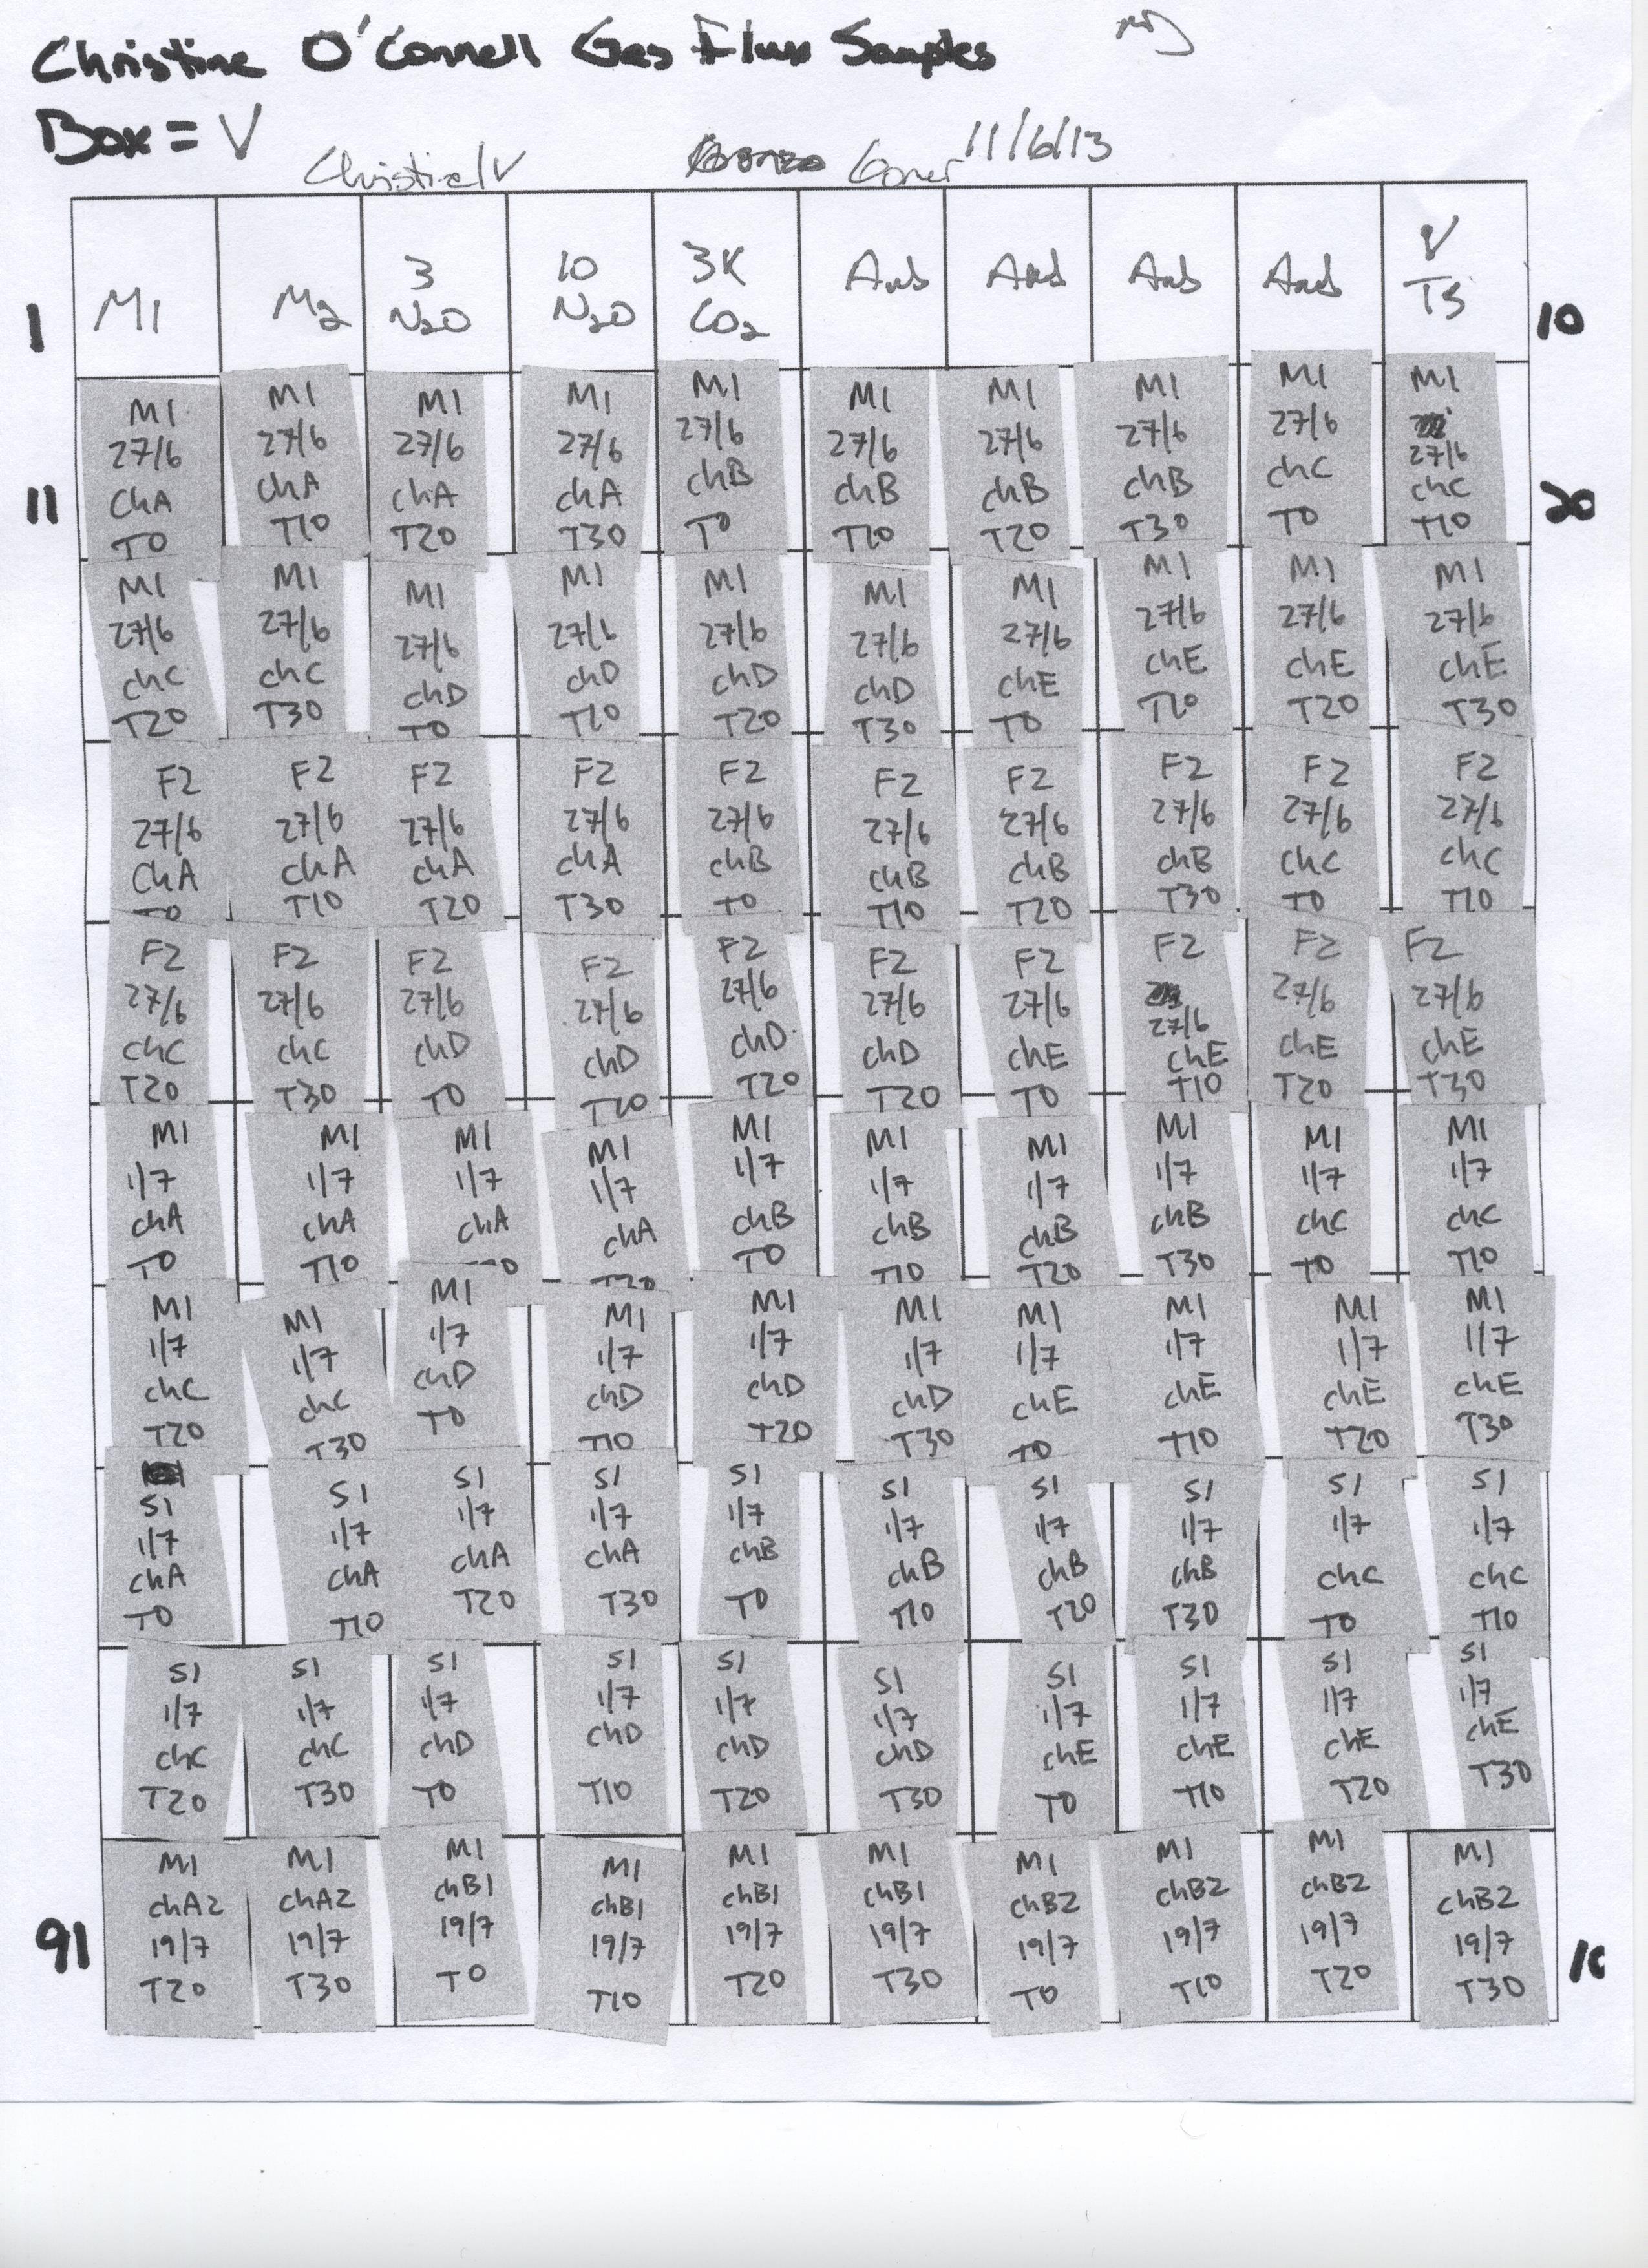 Christine O'Connell Gas Flux Samples
Box = V
Christine/V Gomer 11/6/13
1 M1 M2 3 N2O 10 N2O 3K CO2 Amb Amb Amb Amb V T3 10
M1 M1 M1 M1 M1 M1 M1 M1 M1 M1
27/6 27/6 27/6 27/6 27/6 27/6 27/6 27/6 27/6 27/6
11 chA chA chA chA chB chB chB chB chC chC 20
T0 T10 T20 T30 T0 T10 T20 T30 T0 T10
M1 M1 M1 M1 M1 M1 M1 M1 M1 M1
27/6 27/6 27/6 27/6 27/6 27/6 27/6 27/6 27/6 27/6
chC chC chD chD chD chD chE chE chE chE
T20 T30 T0 T10 T20 T30 T0 T10 T20 T30
F2 F2 F2 F2 F2 F2 F2 F2 F2 F2
27/6 27/6 27/6 27/6 27/6 27/6 27/6 27/6 27/6 27/6
chA chA chA chA chB chB chB chB chC chC
T0 T10 T20 T30 T0 T10 T20 T30 T0 T10
F2 F2 F2 F2 F2 F2 F2 F2 F2 F2
27/6 27/6 27/6 27/6 27/6 27/6 27/6 27/6 27/6 27/6
chC chC chD chD chD chD chE chE chE chE
T20 T30 T0 T10 T20 T20 T0 T10 T20 T30
M1 M1 M1 M1 M1 M1 M1 M1 M1 M1
1/7 1/7 1/7 1/7 1/7 1/7 1/7 1/7 1/7 1/7
chA chA chA chA chB chB chB chB chC chC
T0 T10 T0 T10 T20 T30 T0 T10
M1 M1 M1 M1 M1 M1 M1 M1 M1 M1
1/7 1/7 1/7 1/7 1/7 1/7 1/7 1/7 1/7 1/7
chC chC chD chD chD chD chE chE chE chE
T20 T30 T0 T10 T20 T30 T0 T10 T20 T30
S1 S1 S1 S1 S1 S1 S1 S1 S1 S1
1/7 1/7 1/7 1/7 1/7 1/7 1/7 1/7 1/7 1/7
chA chA chA chA chB chB chB chB chC chC
T0 T10 T20 T30 T0 T10 T20 T30 T0 T10
S1 S1 S1 S1 S1 S1 S1 S1 S1 S1
1/7 1/7 1/7 1/7 1/7 1/7 1/7 1/7 1/7 1/7
chC chC chD chD chD chD chE chE chE chE
T20 T30 T0 T10 T20 T30 T0 T10 T20 T30
M1 M1 M1 M1 M1 M1 M1 M1 M1 M1
chA2 chA2 chB1 chB1 chB1 chB1 chB2 chB2 chB2 chB2
91 19/7 19/7 19/7 19/7 19/7 19/7 19/7 19/7 19/7 19/7 10
T20 T30 T0 T10 T20 T30 T0 T10 T20 T30